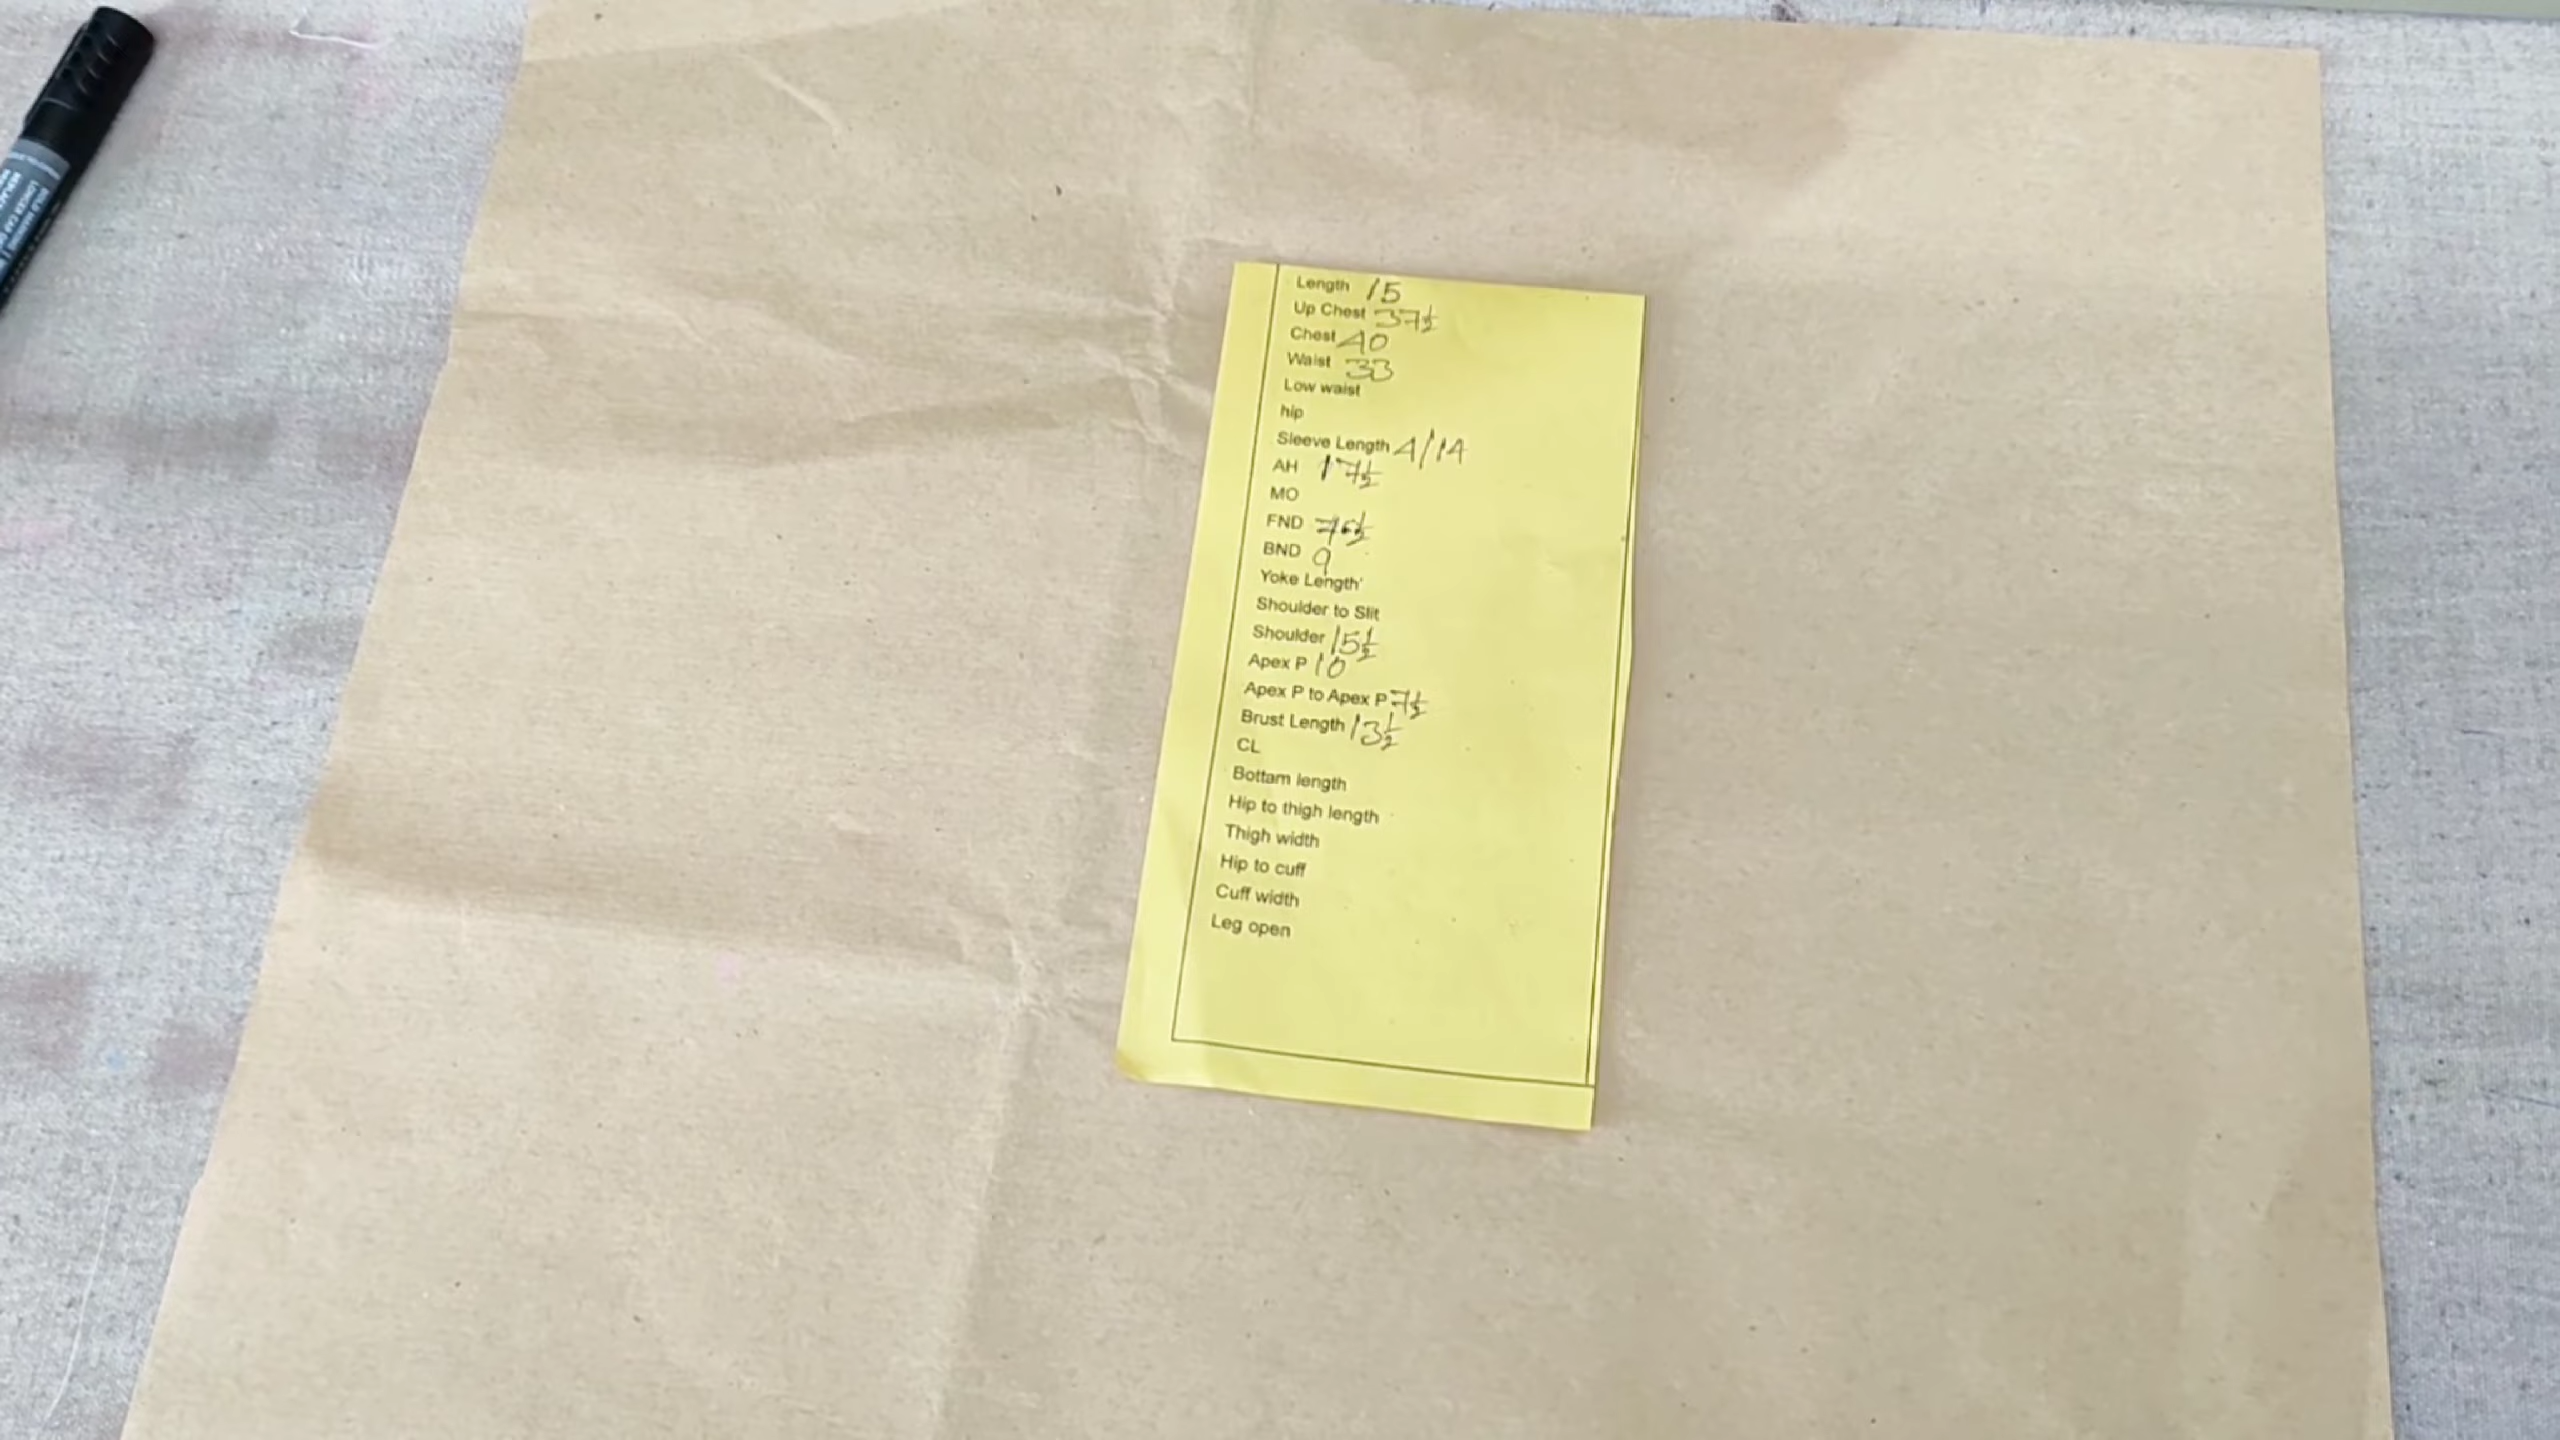 Length 15
Up Chest 37½
Chest 40
Waist 33
Low waist
hip
Sleeve Length 4/14
AH 17½
MO
FND
BND 9
Yoke Length'
Shoulder to Slit
Shoulder 15½
Apex P 10
Apex P to Apex P 7½
Brust Length 13½
CL
Bottam length
Hip to thigh length
Thigh width
Hip to cuff
Cuff width
Leg open